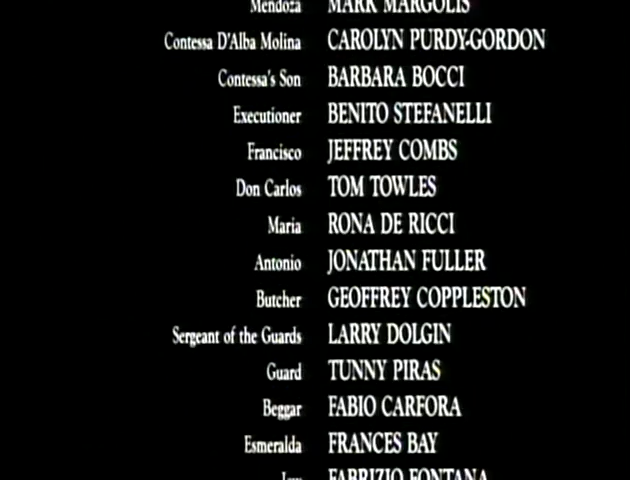 Mendoza MARK MARGOLIS
Contessa D'Alba Molina CAROLYN PURDY-GORDON
Contessa's Son BARBARA BOCCI
Executioner BENITO STEFANELLI
Francisco JEFFREY COMBS
Don Carlos TOM TOWLES
Maria RONA DE RICCI
Antonio JONATHAN FULLER
Butcher GEOFFREY COPPLESTON
Sergeant of the Guards LARRY DOLGIN
Guard TUNNY PIRAS
Beggar FABIO CARFORA
Esmeralda FRANCES BAY
FABRIZIO FONTANA